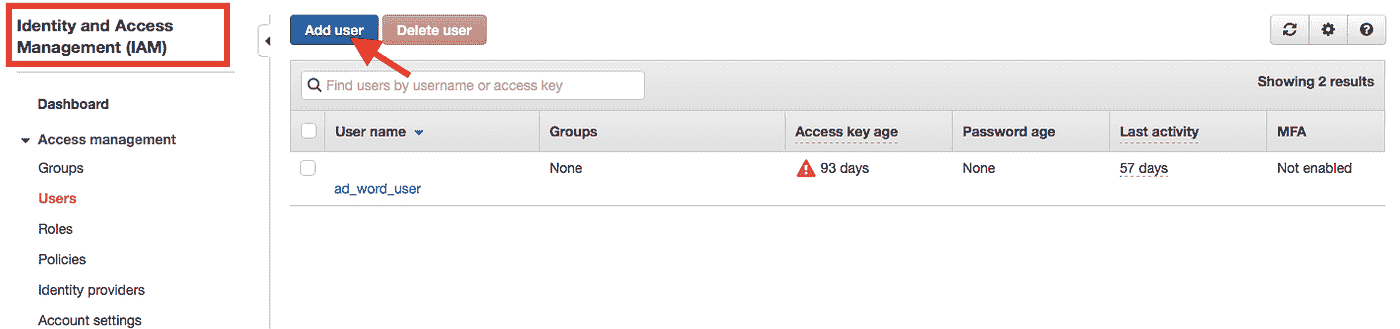 Identity and Access
Management (IAM)
Dashboard
Access management
Groups
Users
Roles
Policies
Identity providers
Account settings
Add user
Delete user
Find users by username or access key
Showing 2 results
User name Groups Access key age Password age Last activity MFA
None 93 days None 57 days Not enabled
ad_word_user